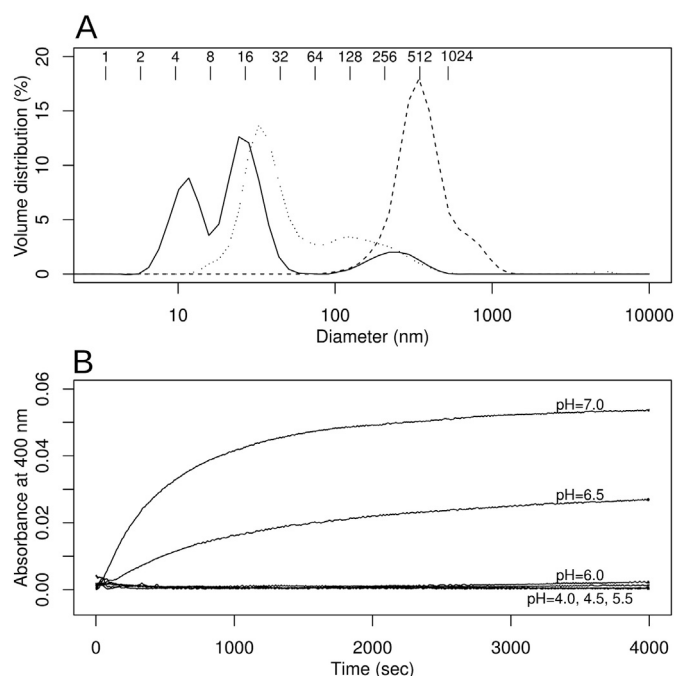 A
1 2 4 8 16 32 64 128 256 512 1024
20
15
10
5
0
Volume distribution (%)
10 100 1000 10000
Diameter (nm)
B
0.06
0.04
0.02
0.00
Absorbance at 400 nm
pH=7.0
pH=6.5
pH=6.0
pH=4.0, 4.5, 5.5
0 1000 2000 3000 4000
Time (sec)